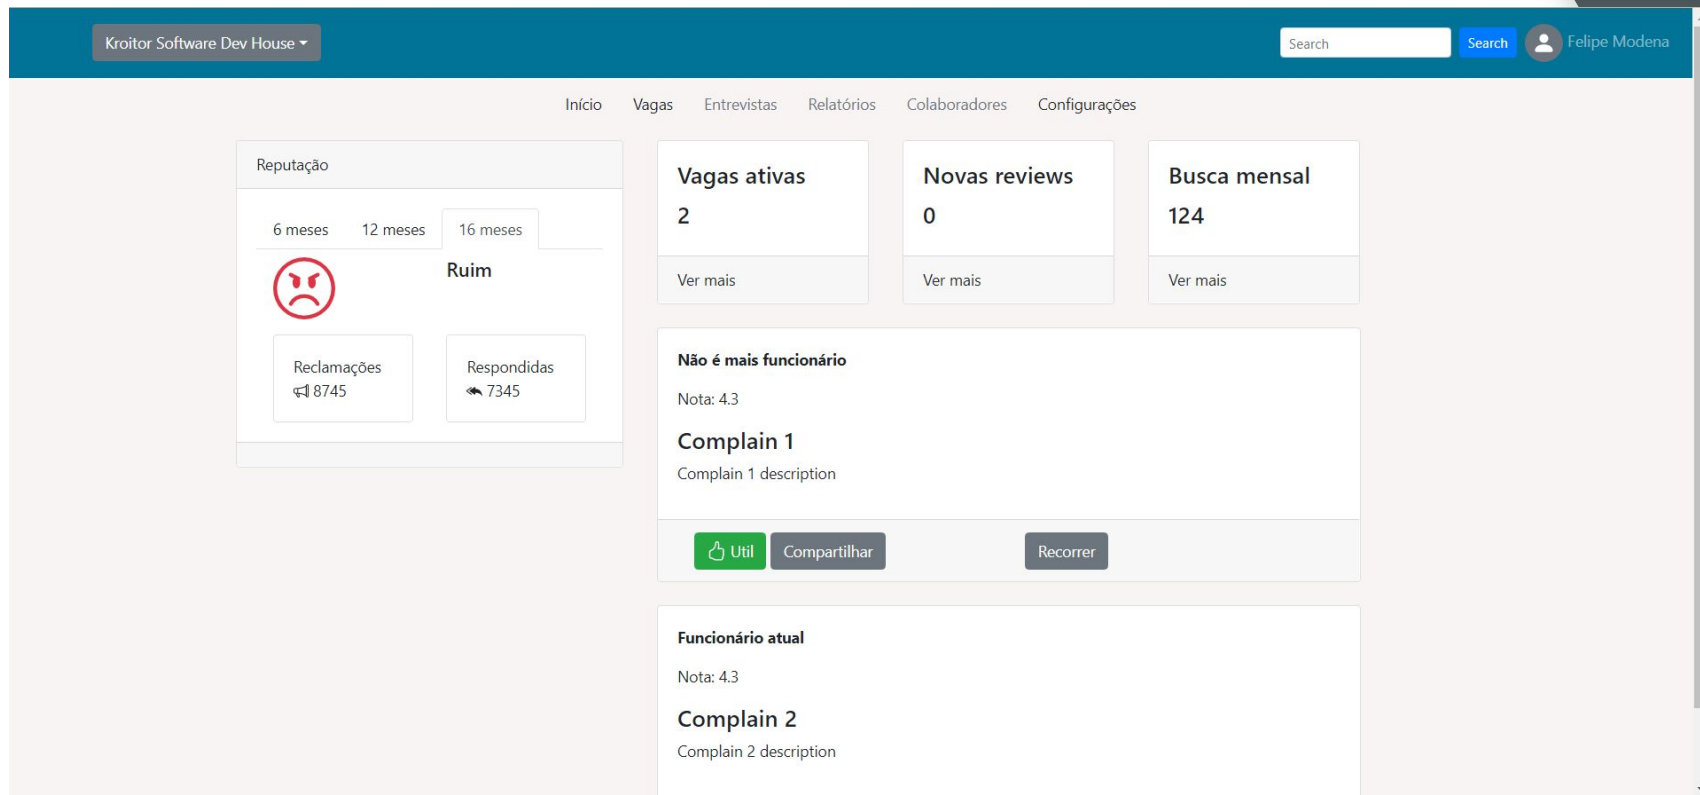 Kroitor Software Dev House
Search
Search
Felipe Modena
Início Vagas Entrevistas Relatórios Colaboradores Configurações
Reputação
6 meses 12 meses 16 meses
Ruim
Reclamações
8745
Respondidas
7345
Vagas ativas
2
Ver mais
Novas reviews
0
Ver mais
Busca mensal
124
Ver mais
Não é mais funcionário
Nota: 4.3
Complain 1
Complain 1 description
Util Compartilhar Recorrer
Funcionário atual
Nota: 4.3
Complain 2
Complain 2 description